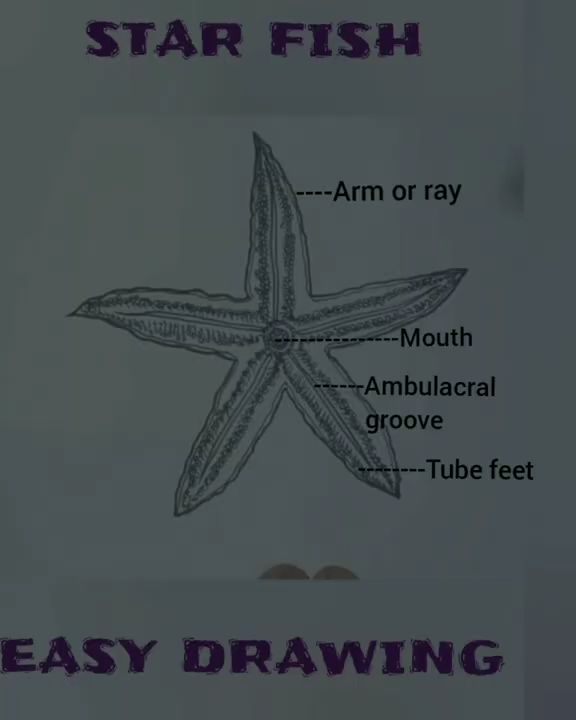 STAR FISH
----Arm or ray
--------------Mouth
------Ambulacral
groove
--------Tube feet
EASY DRAWING